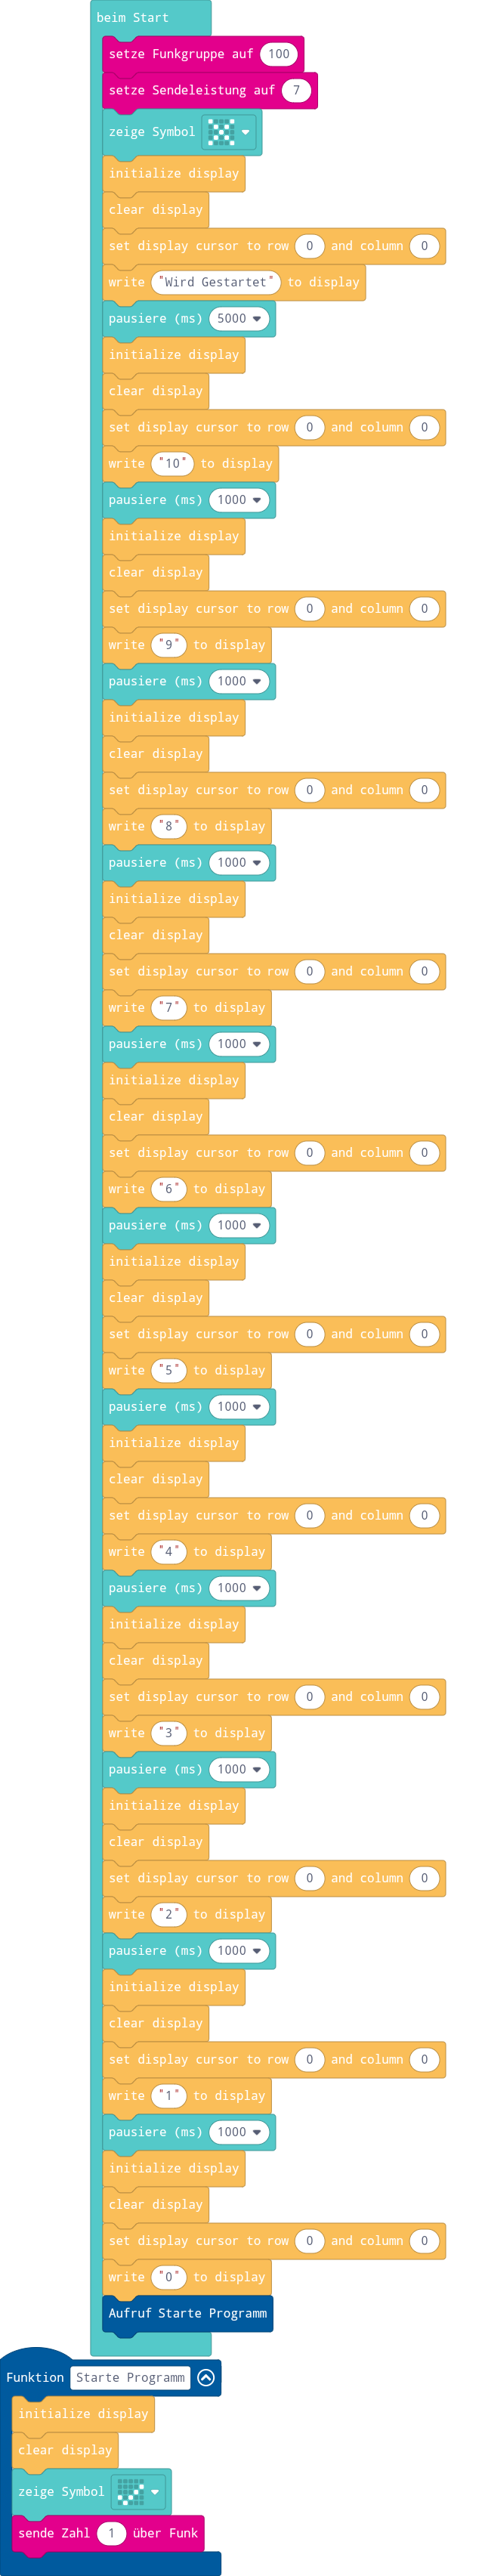 beim Start
setze Funkgruppe auf 100
setze Sendeleistung auf 7
zeige Symbol
initialize display
clear display
set display cursor to row 0 and column 0
write "Wird Gestartet" to display
pausiere (ms) 5000
initialize display
clear display
set display cursor to row 0 and column 0
write "10" to display
pausiere (ms) 1000
initialize display
clear display
set display cursor to row 0 and column 0
write "9" to display
pausiere (ms) 1000
initialize display
clear display
set display cursor to row 0 and column 0
write "8" to display
pausiere (ms) 1000
initialize display
clear display
set display cursor to row 0 and column 0
write "7" to display
pausiere (ms) 1000
initialize display
clear display
set display cursor to row 0 and column 0
write "6" to display
pausiere (ms) 1000
initialize display
clear display
set display cursor to row 0 and column 0
write "5" to display
pausiere (ms) 1000
initialize display
clear display
set display cursor to row 0 and column 0
write "4" to display
pausiere (ms) 1000
initialize display
clear display
set display cursor to row 0 and column 0
write "3" to display
pausiere (ms) 1000
initialize display
clear display
set display cursor to row 0 and column 0
write "2" to display
pausiere (ms) 1000
initialize display
clear display
set display cursor to row 0 and column 0
write "1" to display
pausiere (ms) 1000
initialize display
clear display
set display cursor to row 0 and column 0
write "0" to display
Aufruf Starte Programm
Funktion Starte Programm
initialize display
clear display
zeige Symbol
sende Zahl 1 über Funk